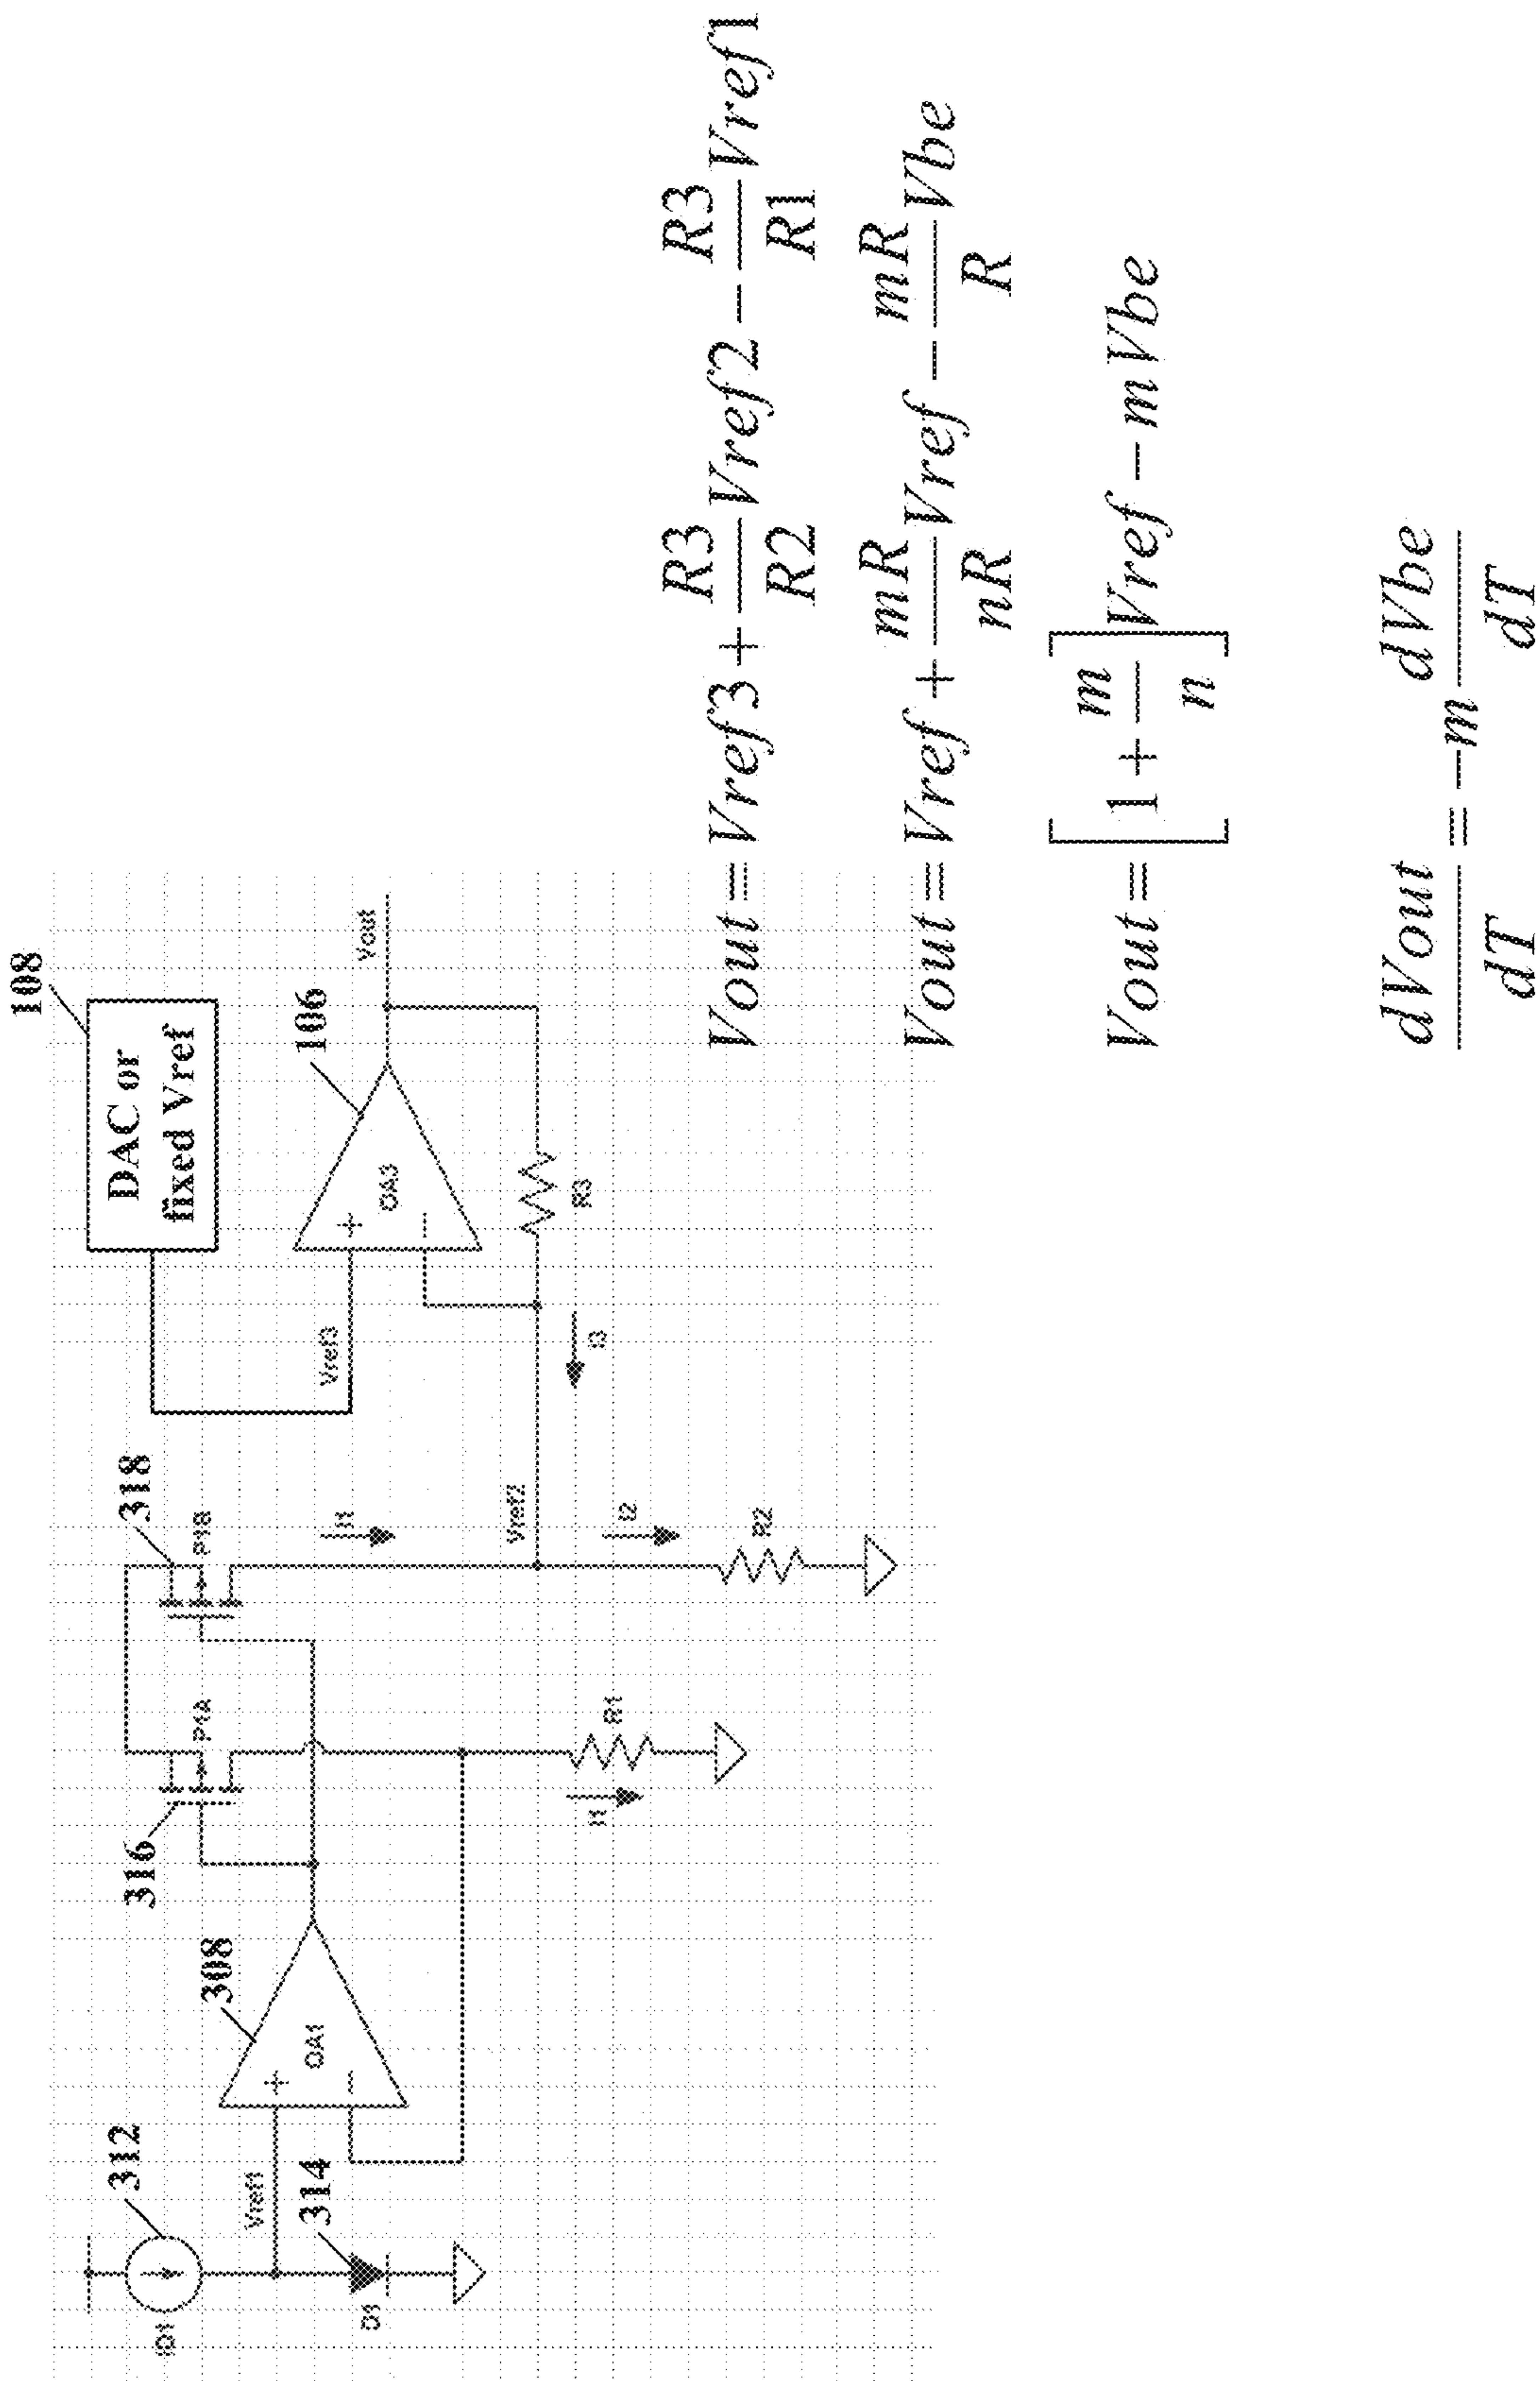 108
DAC or
fixed Vref
106
Vout
OA3
+
−
R3
Vref3
I3
318
P1B
I1
Vref2
I2
R2
316
P1A
R1
I1
308
OA1
+
−
312
Vref1
314
ID1
D1
Vout = Vref3 + R3/R2 Vref2 − R3/R1 Vref1
Vout = Vref + mR/nR Vref − mR/R Vbe
Vout = [1 + m/n] Vref − mVbe
dVout/dT = −m dVbe/dT